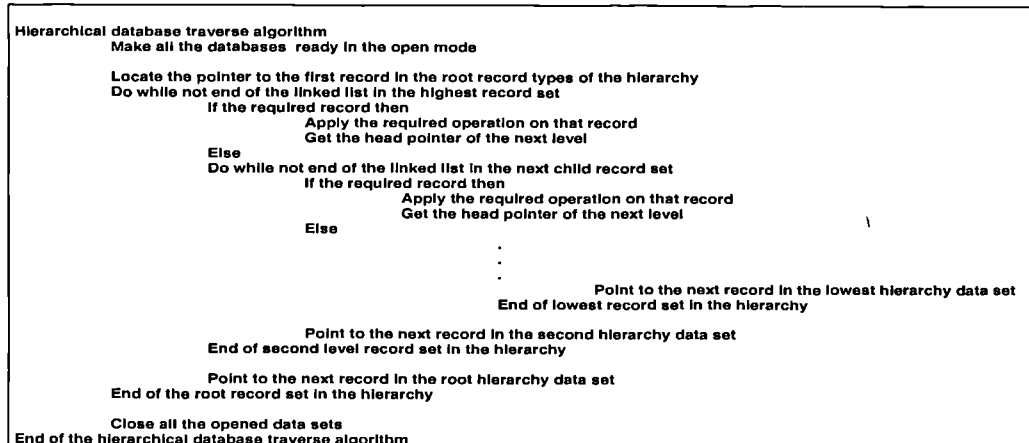 Hierarchical database traverse algorithm
Make all the databases ready in the open mode
Locate the pointer to the first record in the root record types of the hierarchy
Do while not end of the linked list in the highest record set
If the required record then
Apply the required operation on that record
Get the head pointer of the next level
Else
Do while not end of the linked list in the next child record set
If the required record then
Apply the required operation on that record
Get the head pointer of the next level
Else
.
.
.
Point to the next record in the lowest hierarchy data set
End of lowest record set in the hierarchy
Point to the next record in the second hierarchy data set
End of second level record set in the hierarchy
Point to the next record in the root hierarchy data set
End of the root record set in the hierarchy
Close all the opened data sets
End of the hierarchical database traverse algorithm